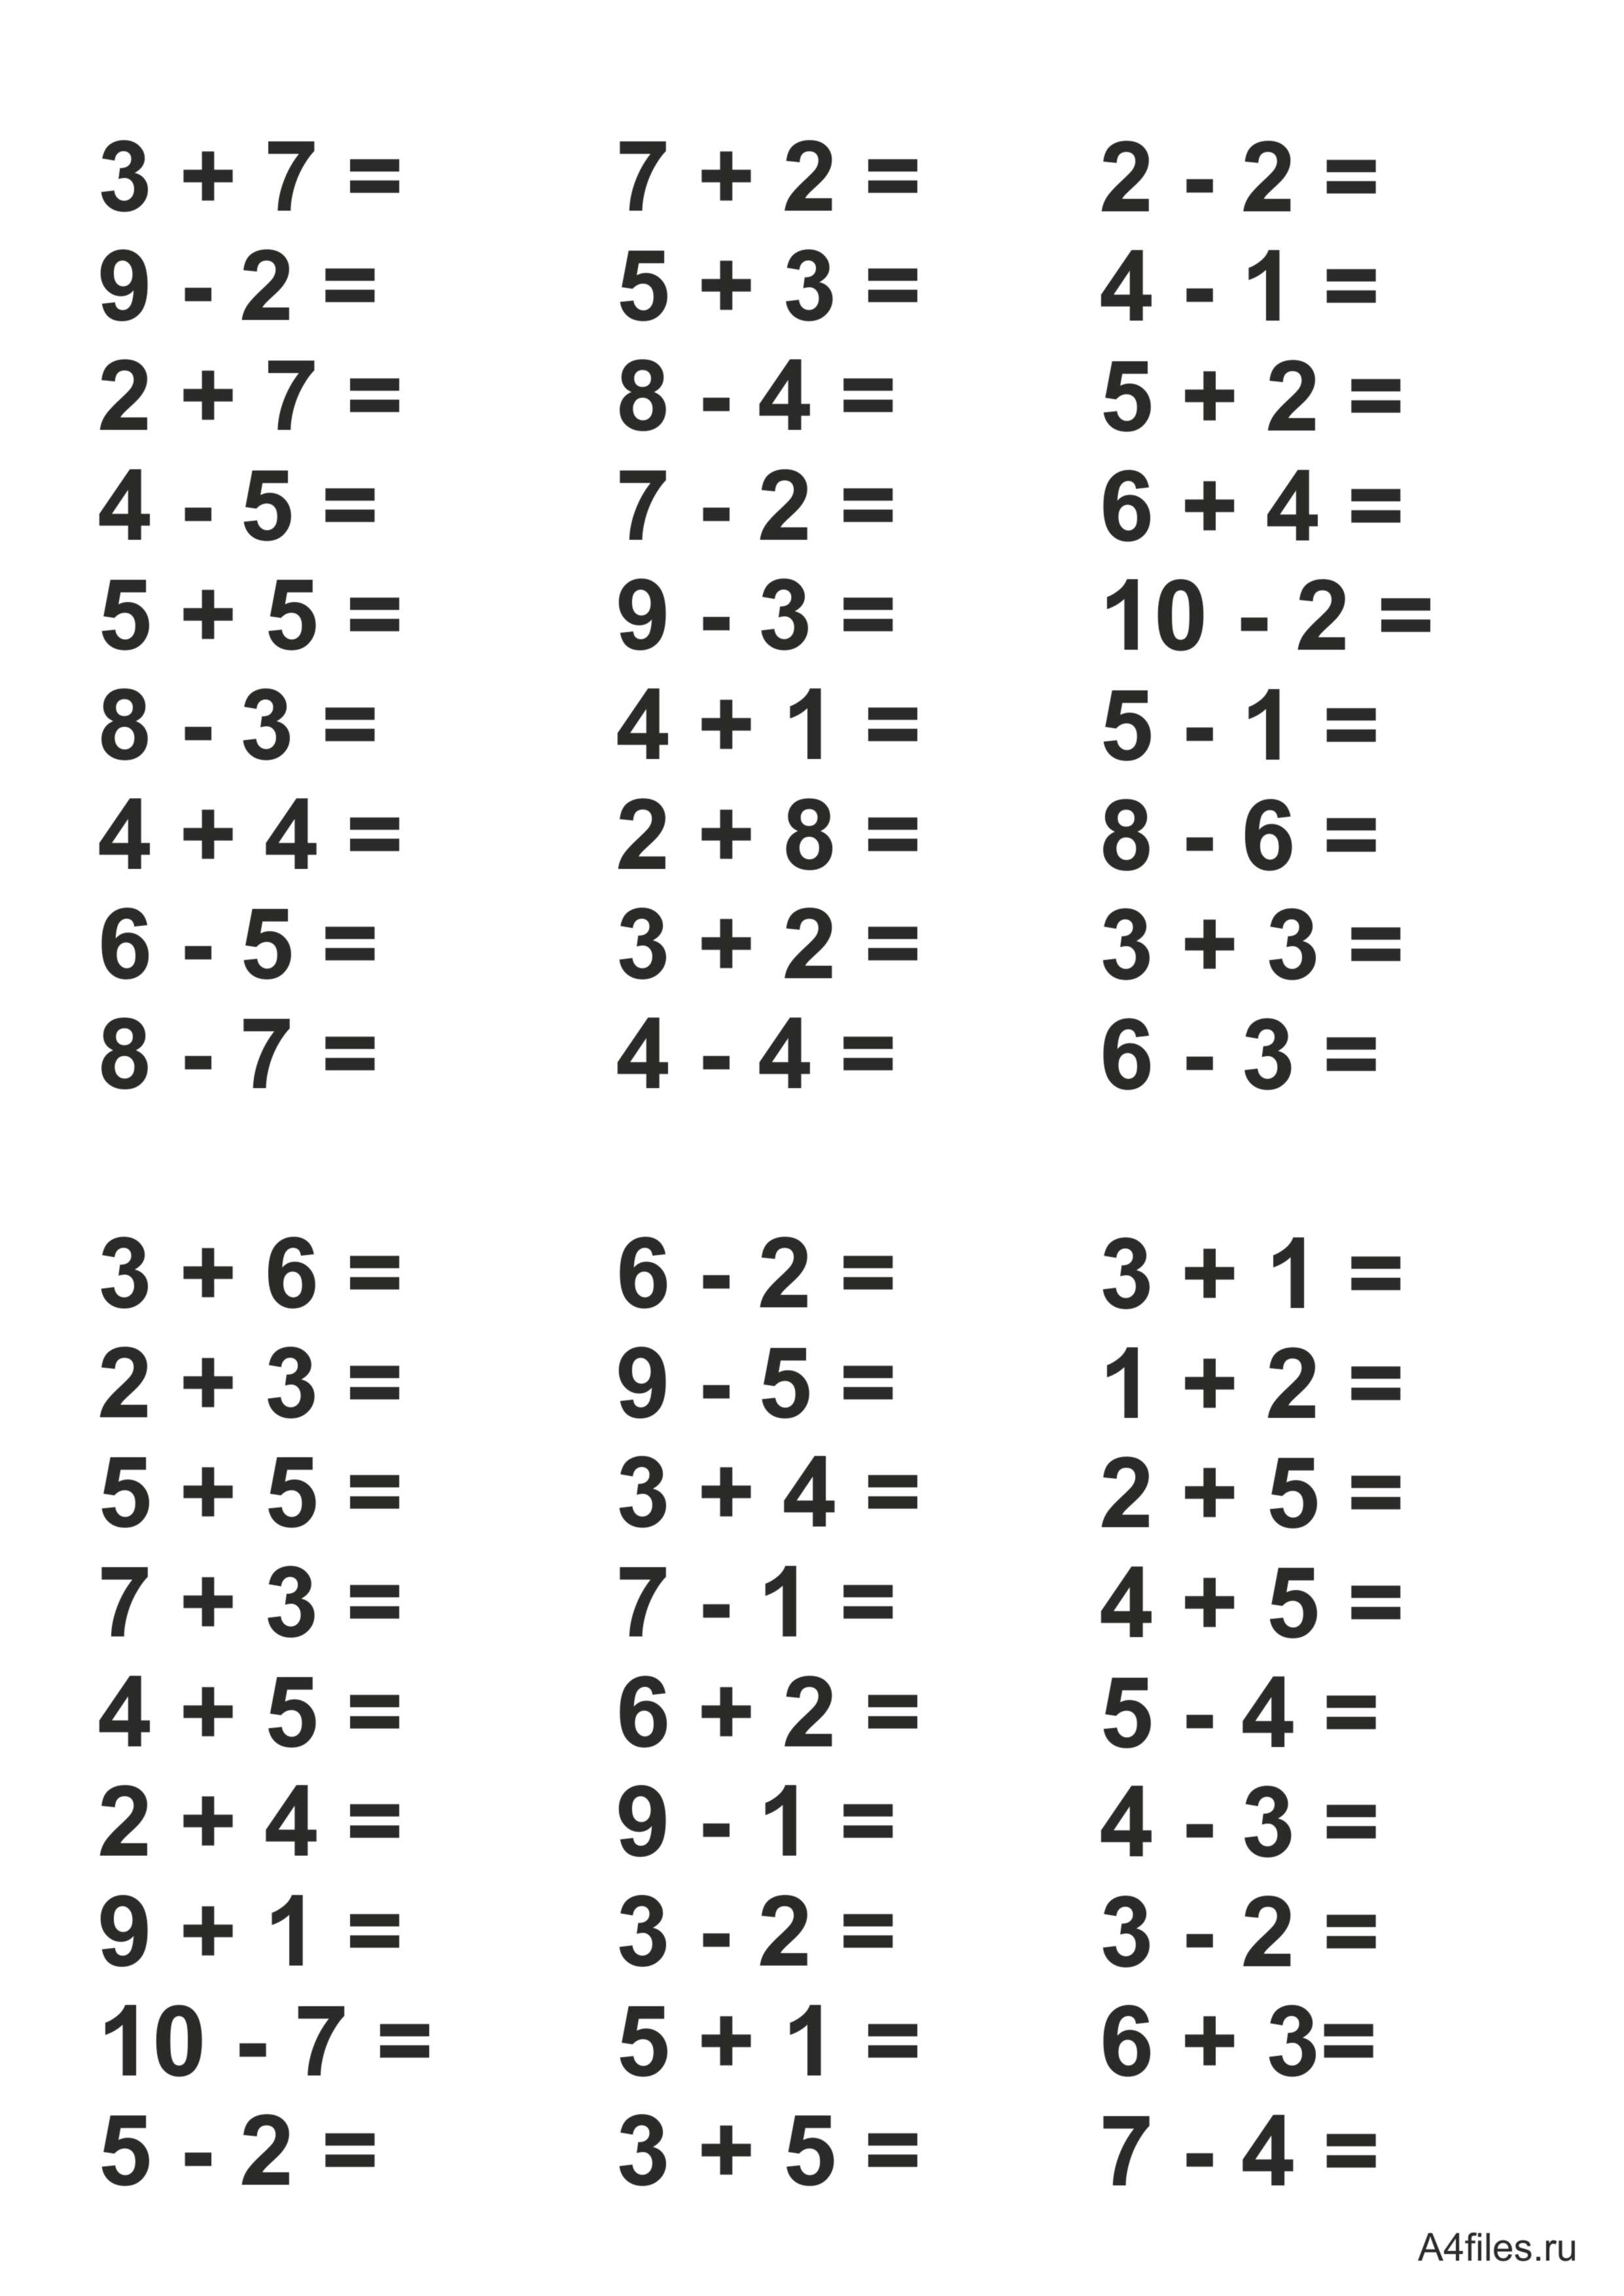 3 + 7 = 7 + 2 = 2 - 2 =
9 - 2 = 5 + 3 = 4 - 1 =
2 + 7 = 8 - 4 = 5 + 2 =
4 - 5 = 7 - 2 = 6 + 4 =
5 + 5 = 9 - 3 = 10 - 2 =
8 - 3 = 4 + 1 = 5 - 1 =
4 + 4 = 2 + 8 = 8 - 6 =
6 - 5 = 3 + 2 = 3 + 3 =
8 - 7 = 4 - 4 = 6 - 3 =
3 + 6 = 6 - 2 = 3 + 1 =
2 + 3 = 9 - 5 = 1 + 2 =
5 + 5 = 3 + 4 = 2 + 5 =
7 + 3 = 7 - 1 = 4 + 5 =
4 + 5 = 6 + 2 = 5 - 4 =
2 + 4 = 9 - 1 = 4 - 3 =
9 + 1 = 3 - 2 = 3 - 2 =
10 - 7 = 5 + 1 = 6 + 3=
5 - 2 = 3 + 5 = 7 - 4 =
A4files.ru